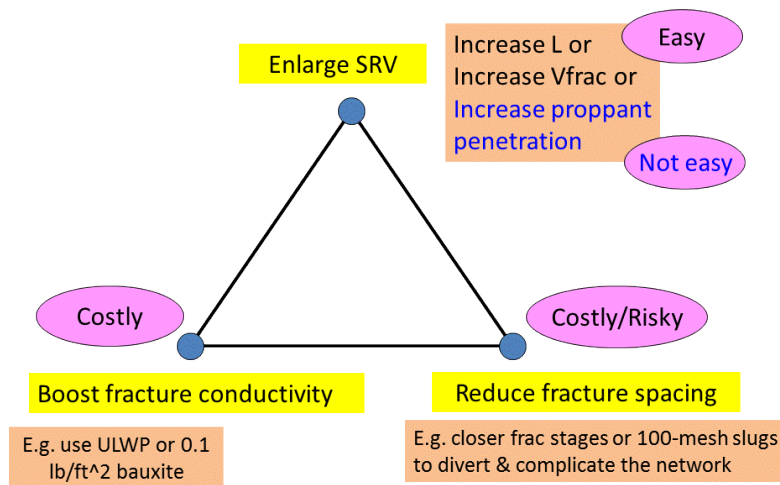 Enlarge SRV
Increase L or
Increase Vfrac or
Increase proppant
penetration
Easy
Not easy
Costly
Costly/Risky
Boost fracture conductivity
Reduce fracture spacing
E.g. use ULWP or 0.1
lb/ft^2 bauxite
E.g. closer frac stages or 100-mesh slugs
to divert & complicate the network